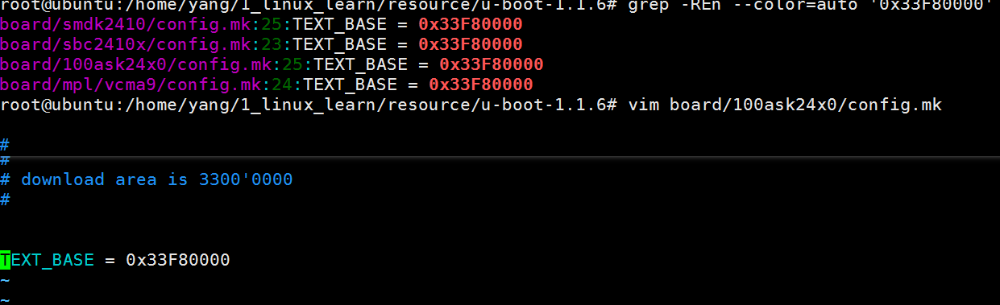 root@ubuntu:/home/yang/1_linux_learn/resource/u-boot-1.1.6# grep -REn --color=auto '0x33F80000'
board/smdk2410/config.mk:25:TEXT_BASE = 0x33F80000
board/sbc2410x/config.mk:23:TEXT_BASE = 0x33F80000
board/100ask24x0/config.mk:25:TEXT_BASE = 0x33F80000
board/mpl/vcma9/config.mk:24:TEXT_BASE = 0x33F80000
root@ubuntu:/home/yang/1_linux_learn/resource/u-boot-1.1.6# vim board/100ask24x0/config.mk
#
#
# download area is 3300'0000
#
TEXT_BASE = 0x33F80000
~
~